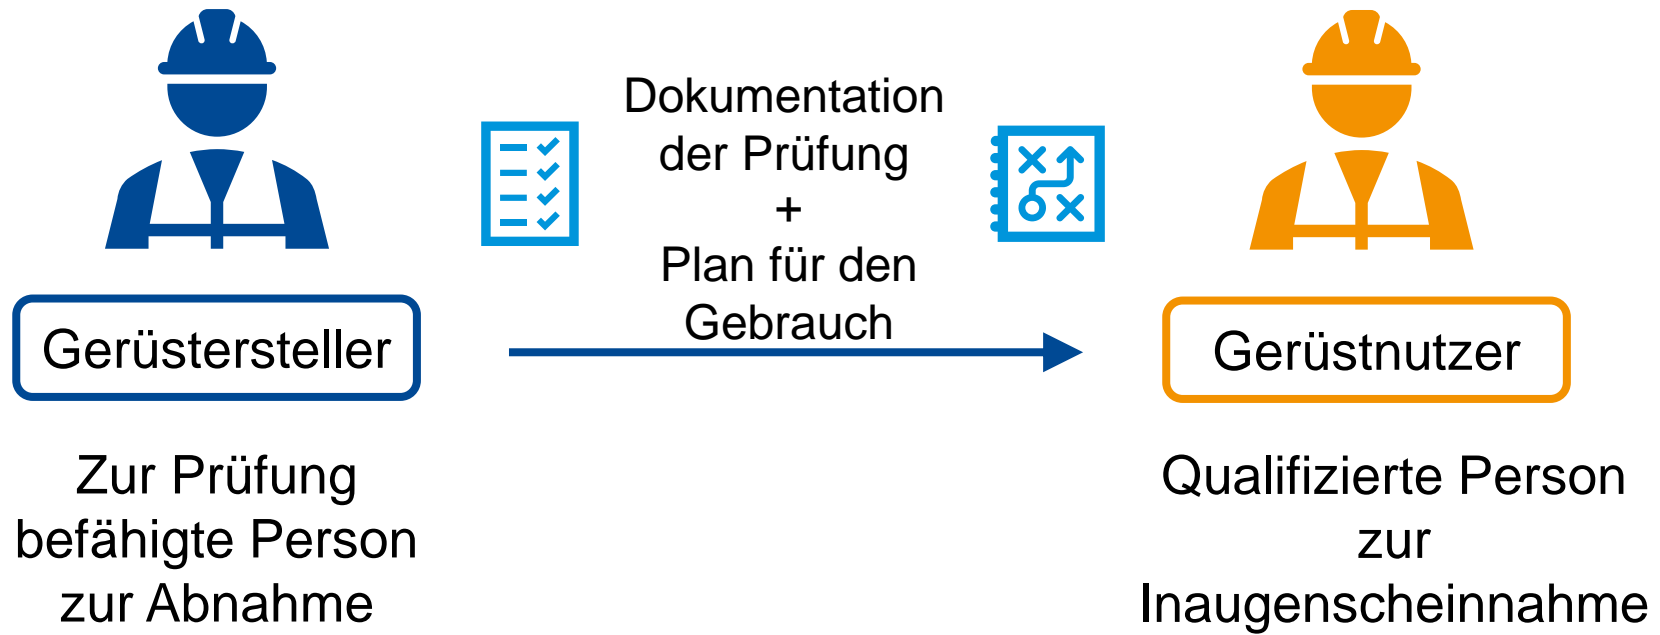 Dokumentation
der Prüfung
+
Plan für den
Gebrauch
Gerüstersteller
Gerüstnutzer
Zur Prüfung
befähigte Person
zur Abnahme
Qualifizierte Person
zur
Inaugenscheinnahme